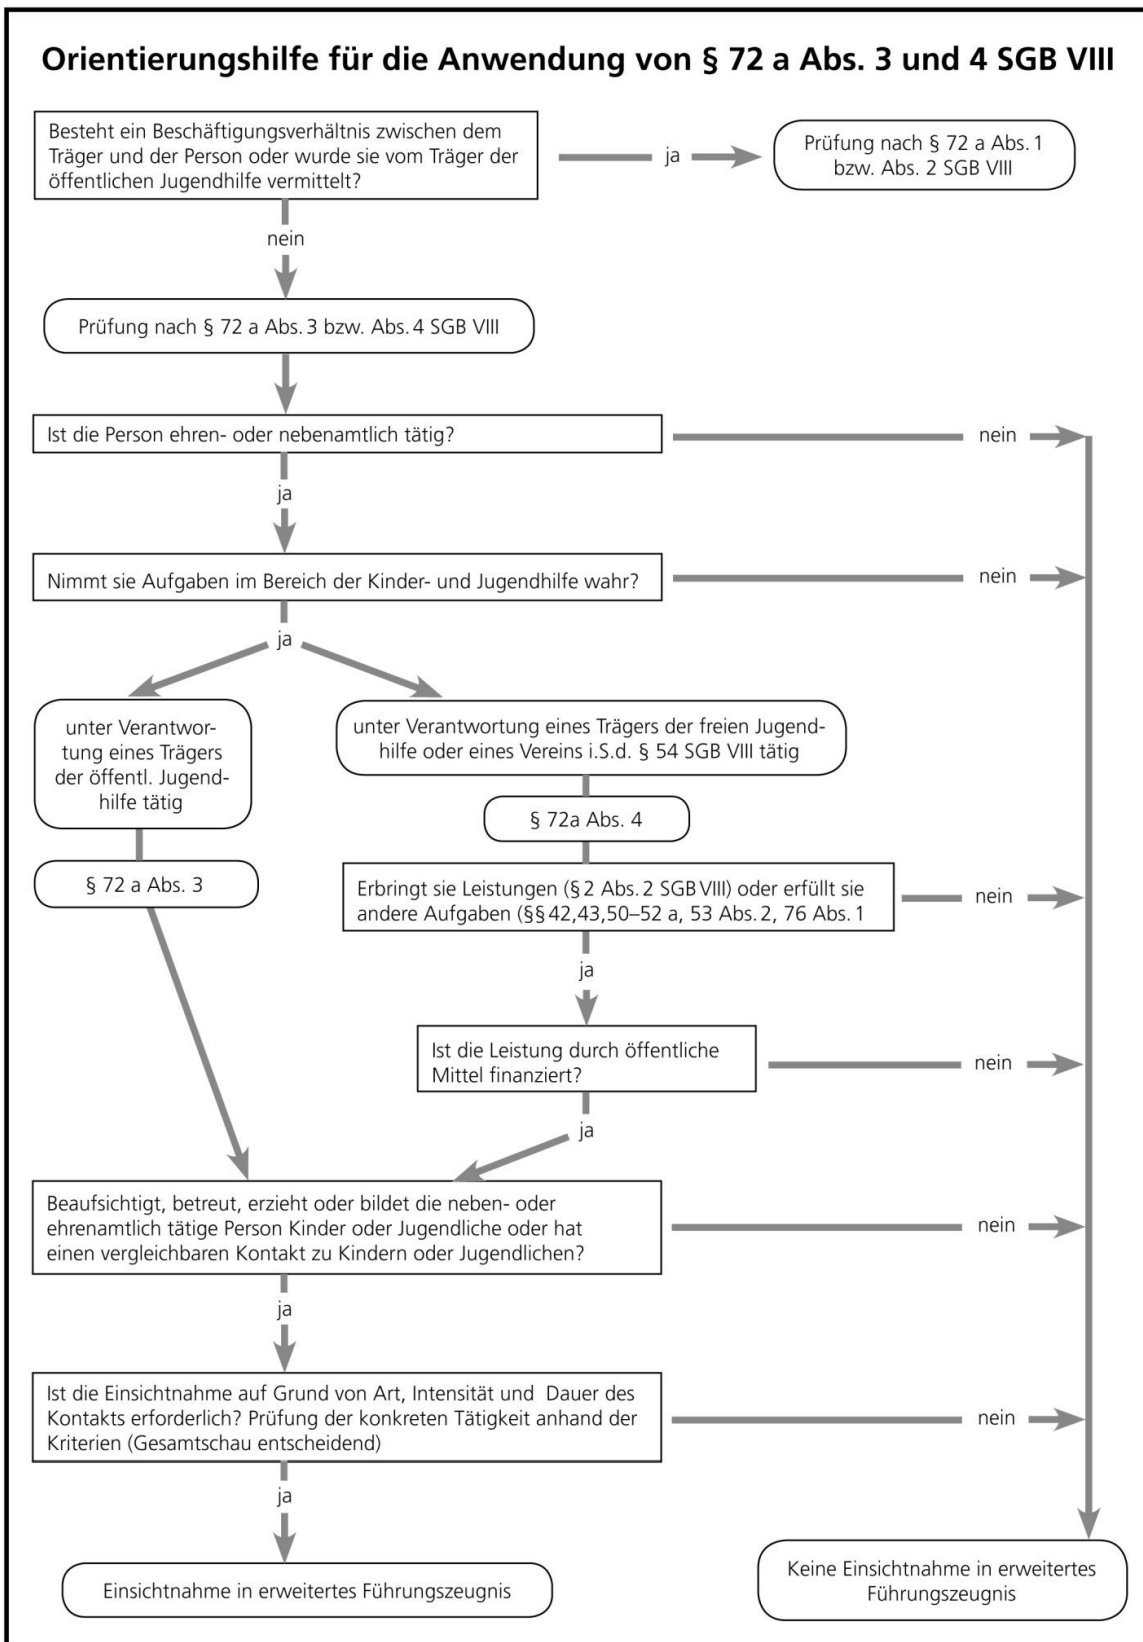 Orientierungshilfe für die Anwendung von § 72 a Abs. 3 und 4 SGB VIII
Besteht ein Beschäftigungsverhältnis zwischen dem
Träger und der Person oder wurde sie vom Träger der
öffentlichen Jugendhilfe vermittelt?
ja
Prüfung nach § 72 a Abs. 1
bzw. Abs. 2 SGB VIII
nein
Prüfung nach § 72 a Abs. 3 bzw. Abs. 4 SGB VIII
Ist die Person ehren- oder nebenamtlich tätig?
nein
ja
Nimmt sie Aufgaben im Bereich der Kinder- und Jugendhilfe wahr?
nein
ja
unter Verantwor-
tung eines Trägers
der öffentl. Jugend-
hilfe tätig
unter Verantwortung eines Trägers der freien Jugend-
hilfe oder eines Vereins i.S.d. § 54 SGB VIII tätig
§ 72a Abs. 4
§ 72 a Abs. 3
Erbringt sie Leistungen (§ 2 Abs. 2 SGB VIII) oder erfüllt sie
andere Aufgaben (§§ 42,43,50–52 a, 53 Abs. 2, 76 Abs. 1
nein
ja
Ist die Leistung durch öffentliche
Mittel finanziert?
nein
ja
Beaufsichtigt, betreut, erzieht oder bildet die neben- oder
ehrenamtlich tätige Person Kinder oder Jugendliche oder hat
einen vergleichbaren Kontakt zu Kindern oder Jugendlichen?
nein
ja
Ist die Einsichtnahme auf Grund von Art, Intensität und Dauer des
Kontakts erforderlich? Prüfung der konkreten Tätigkeit anhand der
Kriterien (Gesamtschau entscheidend)
nein
ja
Einsichtnahme in erweitertes Führungszeugnis
Keine Einsichtnahme in erweitertes
Führungszeugnis